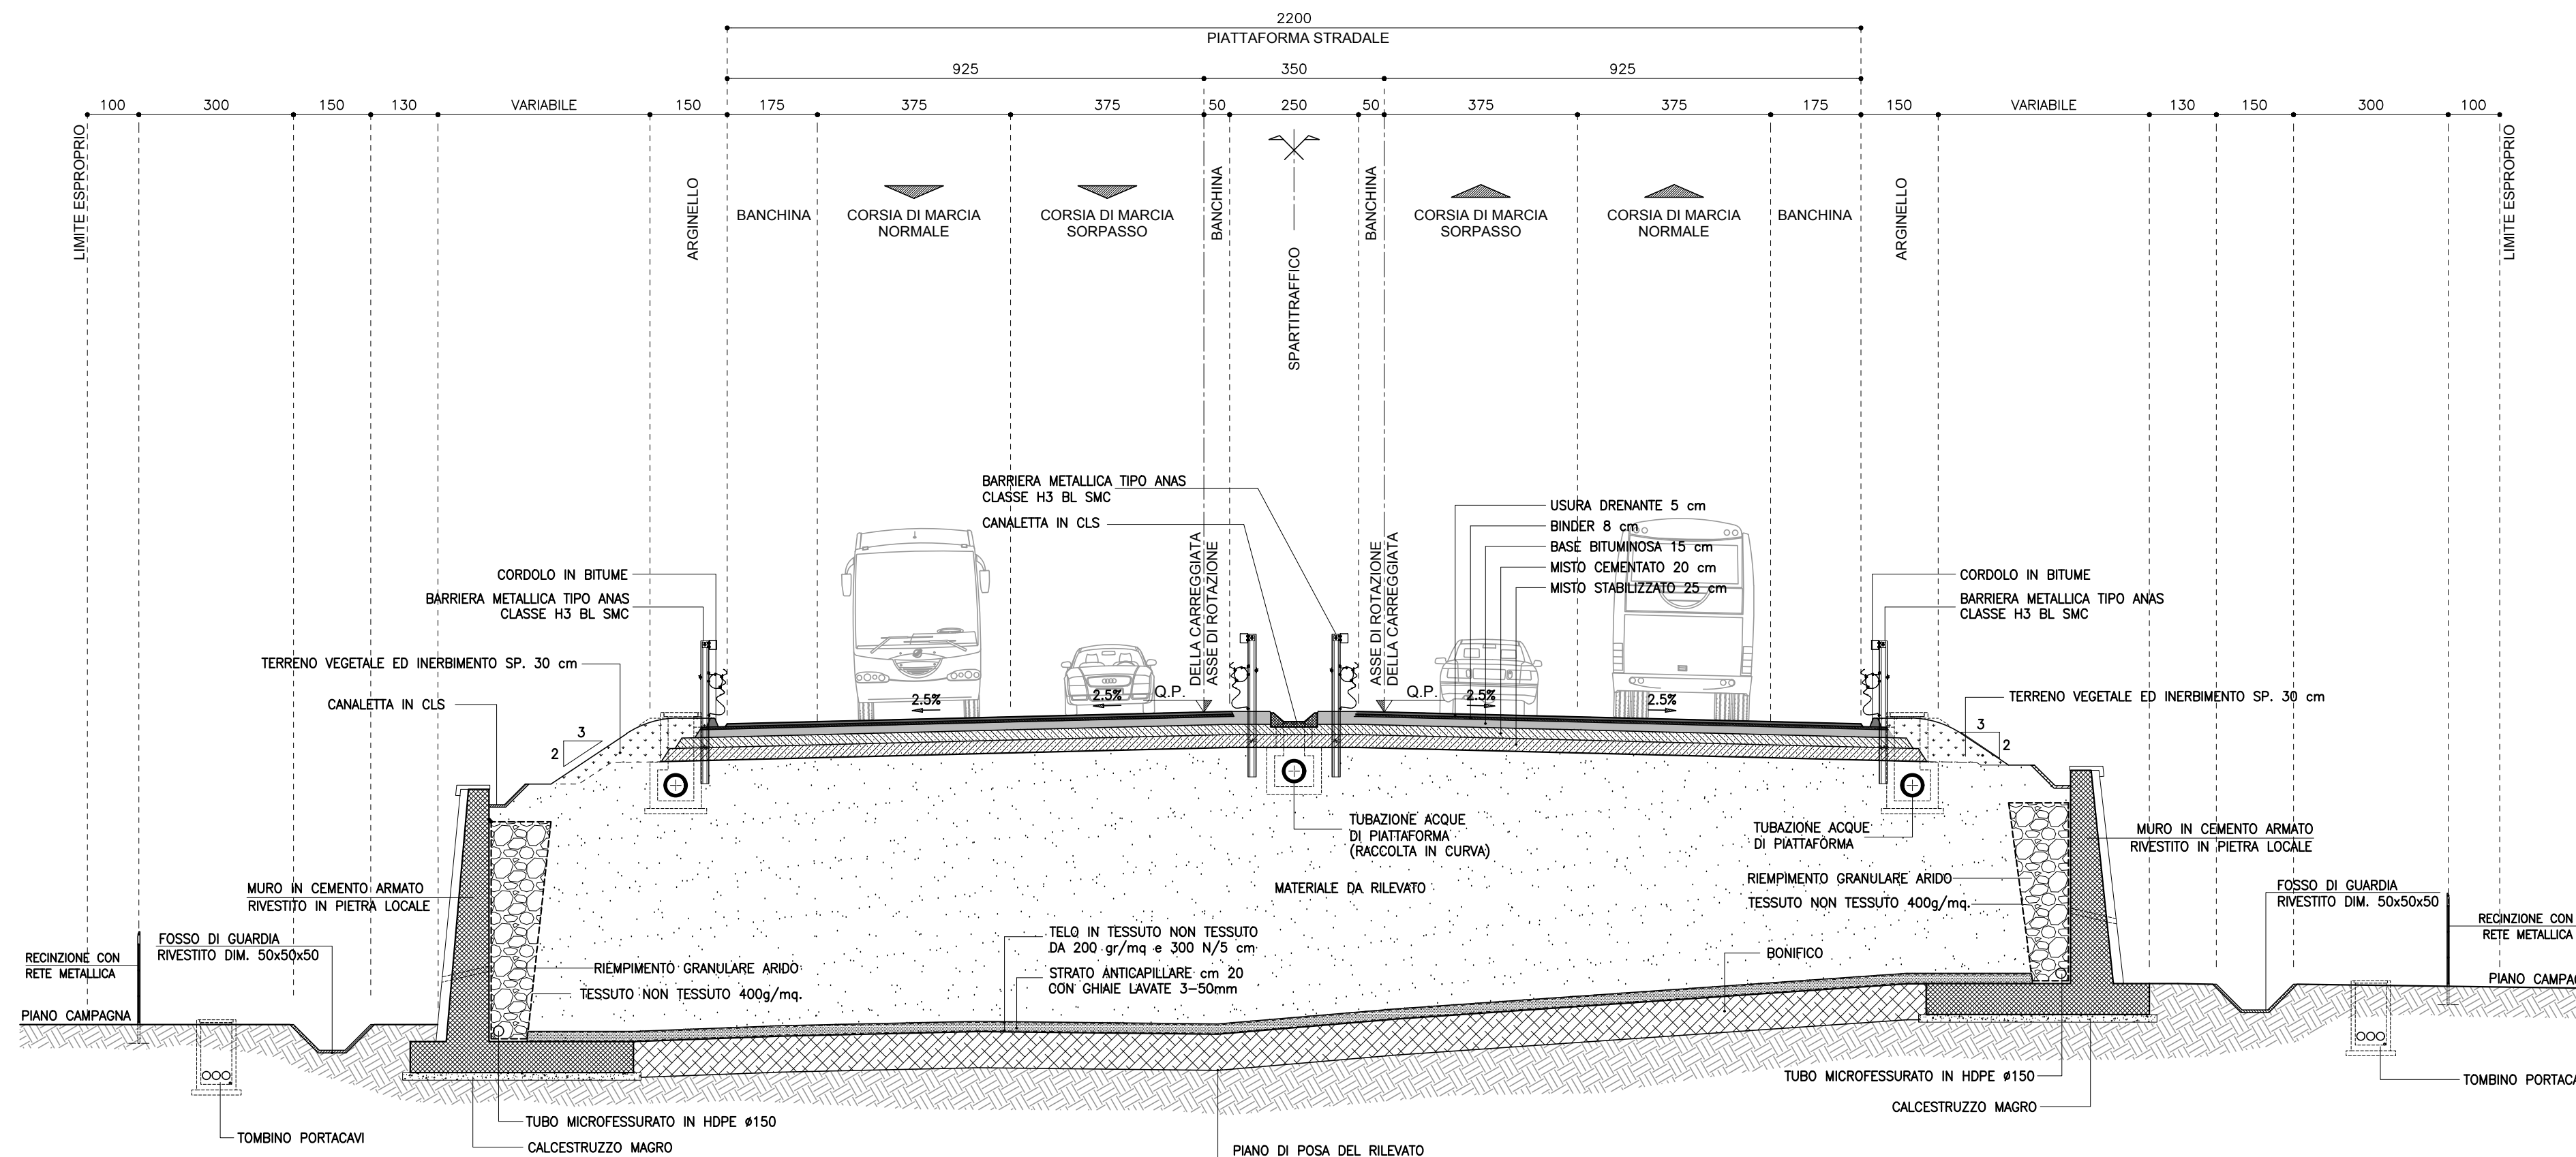 2200
PIATTAFORMA STRADALE
925
350
925
100
300
150
130
VARIABILE
150
175
375
375
50
250
50
375
375
175
150
VARIABILE
130
150
300
100
LIMITE ESPROPRIO
ARGINELLO
BANCHINA
CORSIA DI MARCIA
NORMALE
CORSIA DI MARCIA
SORPASSO
BANCHINA
SPARTITRAFFICO
BANCHINA
CORSIA DI MARCIA
SORPASSO
CORSIA DI MARCIA
NORMALE
BANCHINA
ARGINELLO
LIMITE ESPROPRIO
BARRIERA METALLICA TIPO ANAS
CLASSE H3 BL SMC
CANALETTA IN CLS
USURA DRENANTE 5 cm
BINDER 8 cm
BASE BITUMINOSA 15 cm
MISTO CEMENTATO 20 cm
MISTO STABILIZZATO 25 cm
ASSE DI ROTAZIONE
DELLA CARREGGIATA
ASSE DI ROTAZIONE
DELLA CARREGGIATA
CORDOLO IN BITUME
BARRIERA METALLICA TIPO ANAS
CLASSE H3 BL SMC
TERRENO VEGETALE ED INERBIMENTO SP. 30 cm
CANALETTA IN CLS
CORDOLO IN BITUME
BARRIERA METALLICA TIPO ANAS
CLASSE H3 BL SMC
TERRENO VEGETALE ED INERBIMENTO SP. 30 cm
2.5%
2.5%
Q.P.
Q.P.
2.5%
2.5%
3
2
3
2
TUBAZIONE ACQUE
DI PIATTAFORMA
(RACCOLTA IN CURVA)
TUBAZIONE ACQUE
DI PIATTAFORMA
MURO IN CEMENTO ARMATO
RIVESTITO IN PIETRA LOCALE
MURO IN CEMENTO ARMATO
RIVESTITO IN PIETRA LOCALE
MATERIALE DA RILEVATO
RIEMPIMENTO GRANULARE ARIDO
TESSUTO NON TESSUTO 400g/mq.
FOSSO DI GUARDIA
RIVESTITO DIM. 50x50x50
RECINZIONE CON
RETE METALLICA
FOSSO DI GUARDIA
RIVESTITO DIM. 50x50x50
RECINZIONE CON
RETE METALLICA
TELO IN TESSUTO NON TESSUTO
DA 200 gr/mq e 300 N/5 cm
STRATO ANTICAPILLARE cm 20
CON GHIAIE LAVATE 3-50mm
BONIFICO
RIEMPIMENTO GRANULARE ARIDO
TESSUTO NON TESSUTO 400g/mq.
PIANO CAMPAGNA
PIANO CAMPAG
TUBO MICROFESSURATO IN HDPE ø150
CALCESTRUZZO MAGRO
TOMBINO PORTACA
TUBO MICROFESSURATO IN HDPE ø150
CALCESTRUZZO MAGRO
TOMBINO PORTACAVI
PIANO DI POSA DEL RILEVATO